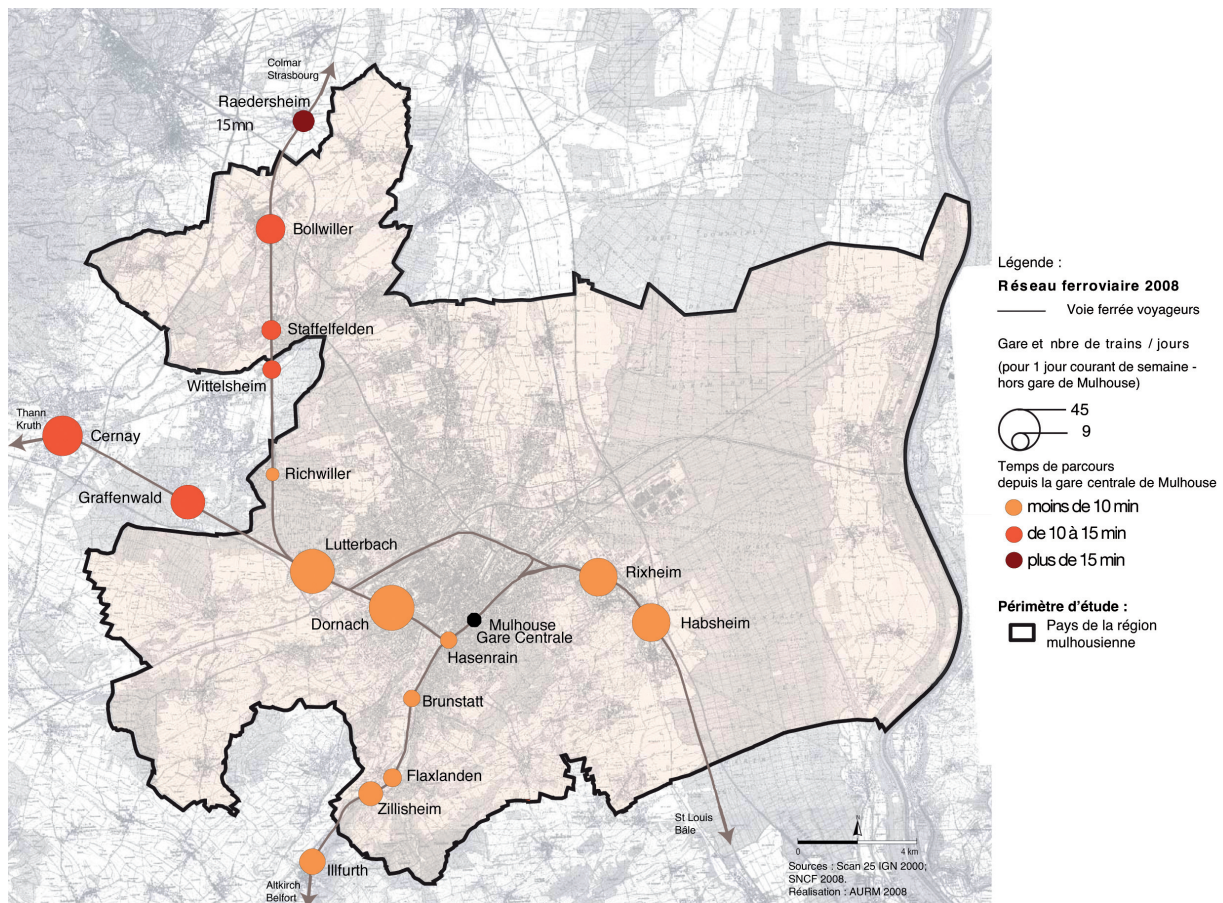 Colmar
Strasbourg
Raedersheim
15mn
Bollwiller
Staffelfelden
Wittelsheim
Thann
Kruth
Cernay
Richwiller
Graffenwald
Lutterbach
Rixheim
Dornach
Mulhouse
Gare Centrale
Habsheim
Hasenrain
Brunstatt
Flaxlanden
Zillisheim
St Louis
Bâle
Illfurth
Altkirch
Belfort
N
0 4 km
Sources : Scan 25 IGN 2000;
SNCF 2008.
Réalisation : AURM 2008
Légende :
Réseau ferroviaire 2008
Voie ferrée voyageurs
Gare et nbre de trains / jours
(pour 1 jour courant de semaine -
hors gare de Mulhouse)
45
9
Temps de parcours
depuis la gare centrale de Mulhouse
moins de 10 min
de 10 à 15 min
plus de 15 min
Périmètre d'étude :
Pays de la région
mulhousienne